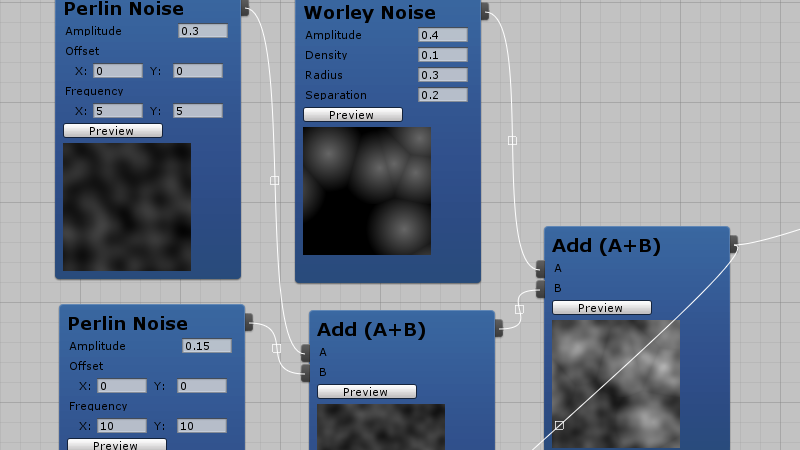 Perlin Noise
Amplitude 0.3
Offset
X: 0 Y: 0
Frequency
X: 5 Y: 5
Preview
Worley Noise
Amplitude 0.4
Density 0.1
Radius 0.3
Separation 0.2
Preview
Perlin Noise
Amplitude 0.15
Offset
X: 0 Y: 0
Frequency
X: 10 Y: 10
Preview
Add (A+B)
A
B
Preview
Add (A+B)
A
B
Preview